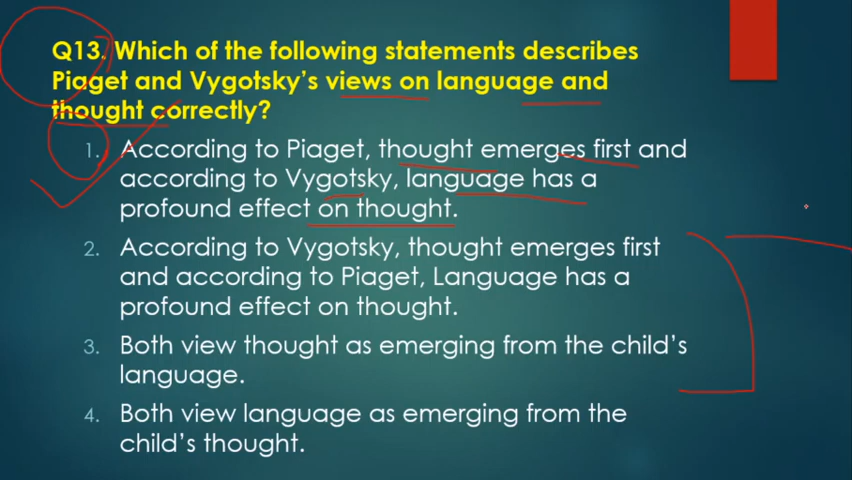 Q13. Which of the following statements describes
Piaget and Vygotsky's views on language and
thought correctly?
1. According to Piaget, thought emerges first and
according to Vygotsky, language has a
profound effect on thought.
2. According to Vygotsky, thought emerges first
and according to Piaget, Language has a
profound effect on thought.
3. Both view thought as emerging from the child's
language.
4. Both view language as emerging from the
child's thought.